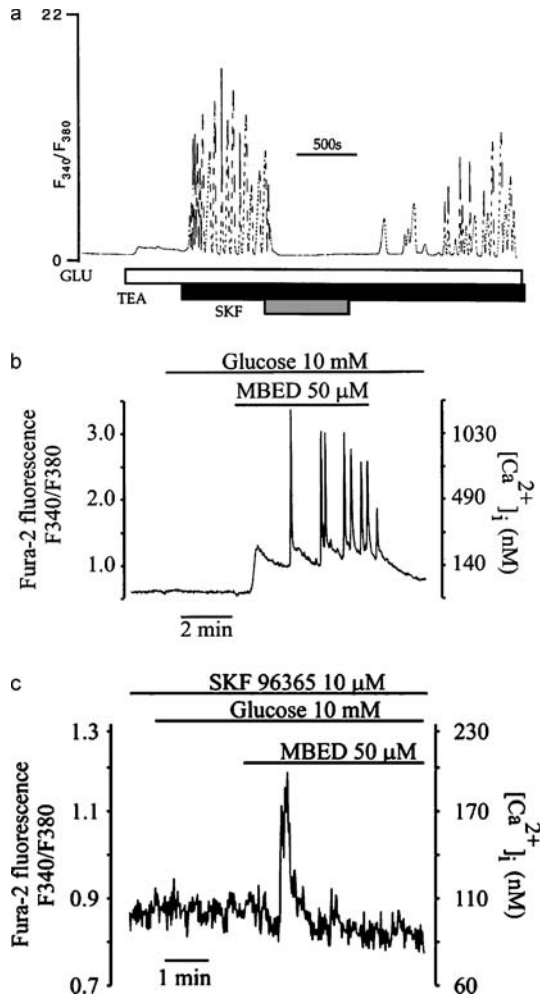 a
22
F340/F380
500s
0
GLU
TEA
SKF
b
Glucose 10 mM
MBED 50 µM
Fura-2 fluorescence
F340/F380
3.0
2.0
1.0
1030
490
140
[Ca2+]i (nM)
2 min
c
SKF 96365 10 µM
Glucose 10 mM
MBED 50 µM
Fura-2 fluorescence
F340/F380
1.3
1.1
0.9
0.7
230
170
110
60
[Ca2+]i (nM)
1 min